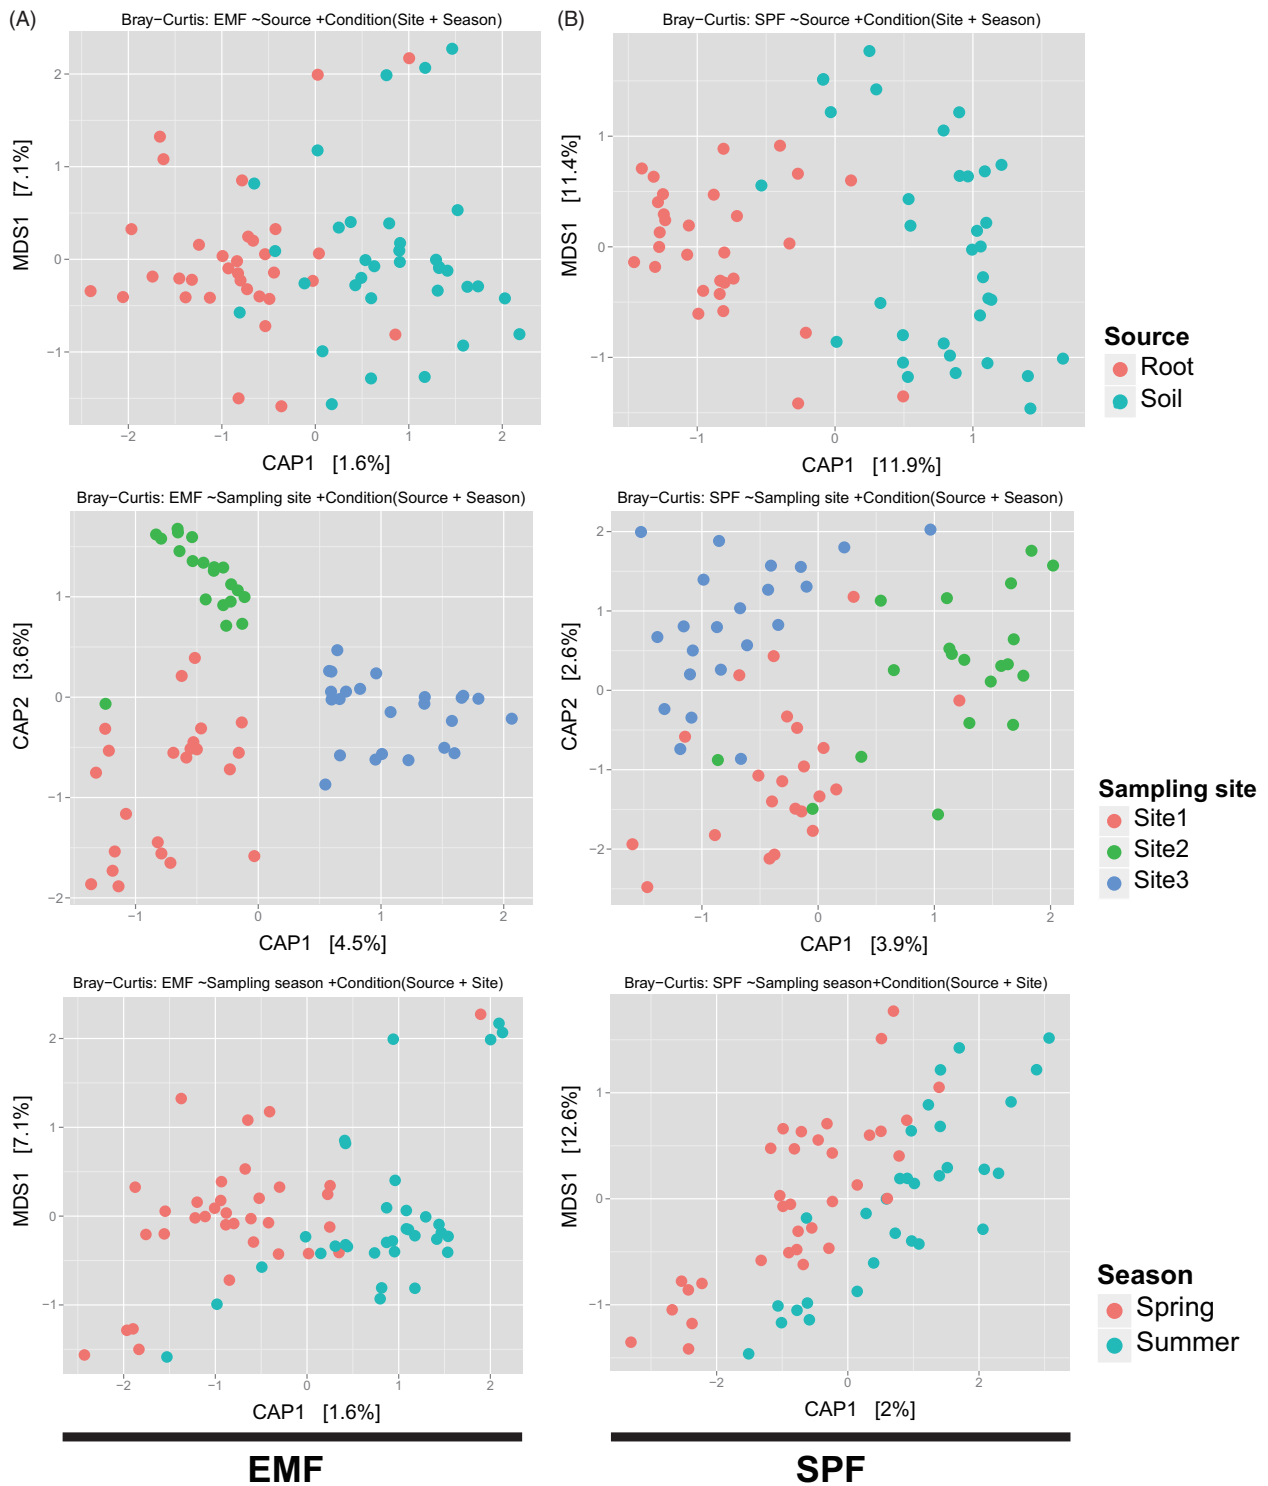 (A)
Bray−Curtis: EMF ~Source +Condition(Site + Season)
MDS1 [7.1%]
2
1
0
−1
−2
−1
0
1
2
CAP1 [1.6%]
(B)
Bray−Curtis: SPF ~Source +Condition(Site + Season)
MDS1 [11.4%]
1
0
−1
−1
0
1
CAP1 [11.9%]
Source
Root
Soil
Bray−Curtis: EMF ~Sampling site +Condition(Source + Season)
CAP2 [3.6%]
1
0
−1
−2
−1
0
1
2
CAP1 [4.5%]
Bray−Curtis: SPF ~Sampling site +Condition(Source + Season)
CAP2 [2.6%]
2
1
0
−1
−2
−1
0
1
2
CAP1 [3.9%]
Sampling site
Site1
Site2
Site3
Bray−Curtis: EMF ~Sampling season +Condition(Source + Site)
MDS1 [7.1%]
2
1
0
−1
−2
−1
0
1
2
CAP1 [1.6%]
EMF
Bray−Curtis: SPF ~Sampling season+Condition(Source + Site)
MDS1 [12.6%]
1
0
−1
−2
0
2
CAP1 [2%]
SPF
Season
Spring
Summer